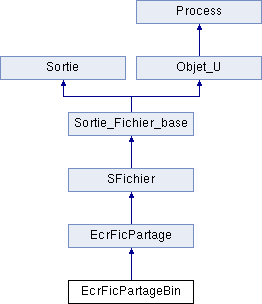 Process
Sortie
Objet_U
Sortie_Fichier_base
SFichier
EcrFicPartage
EcrFicPartageBin